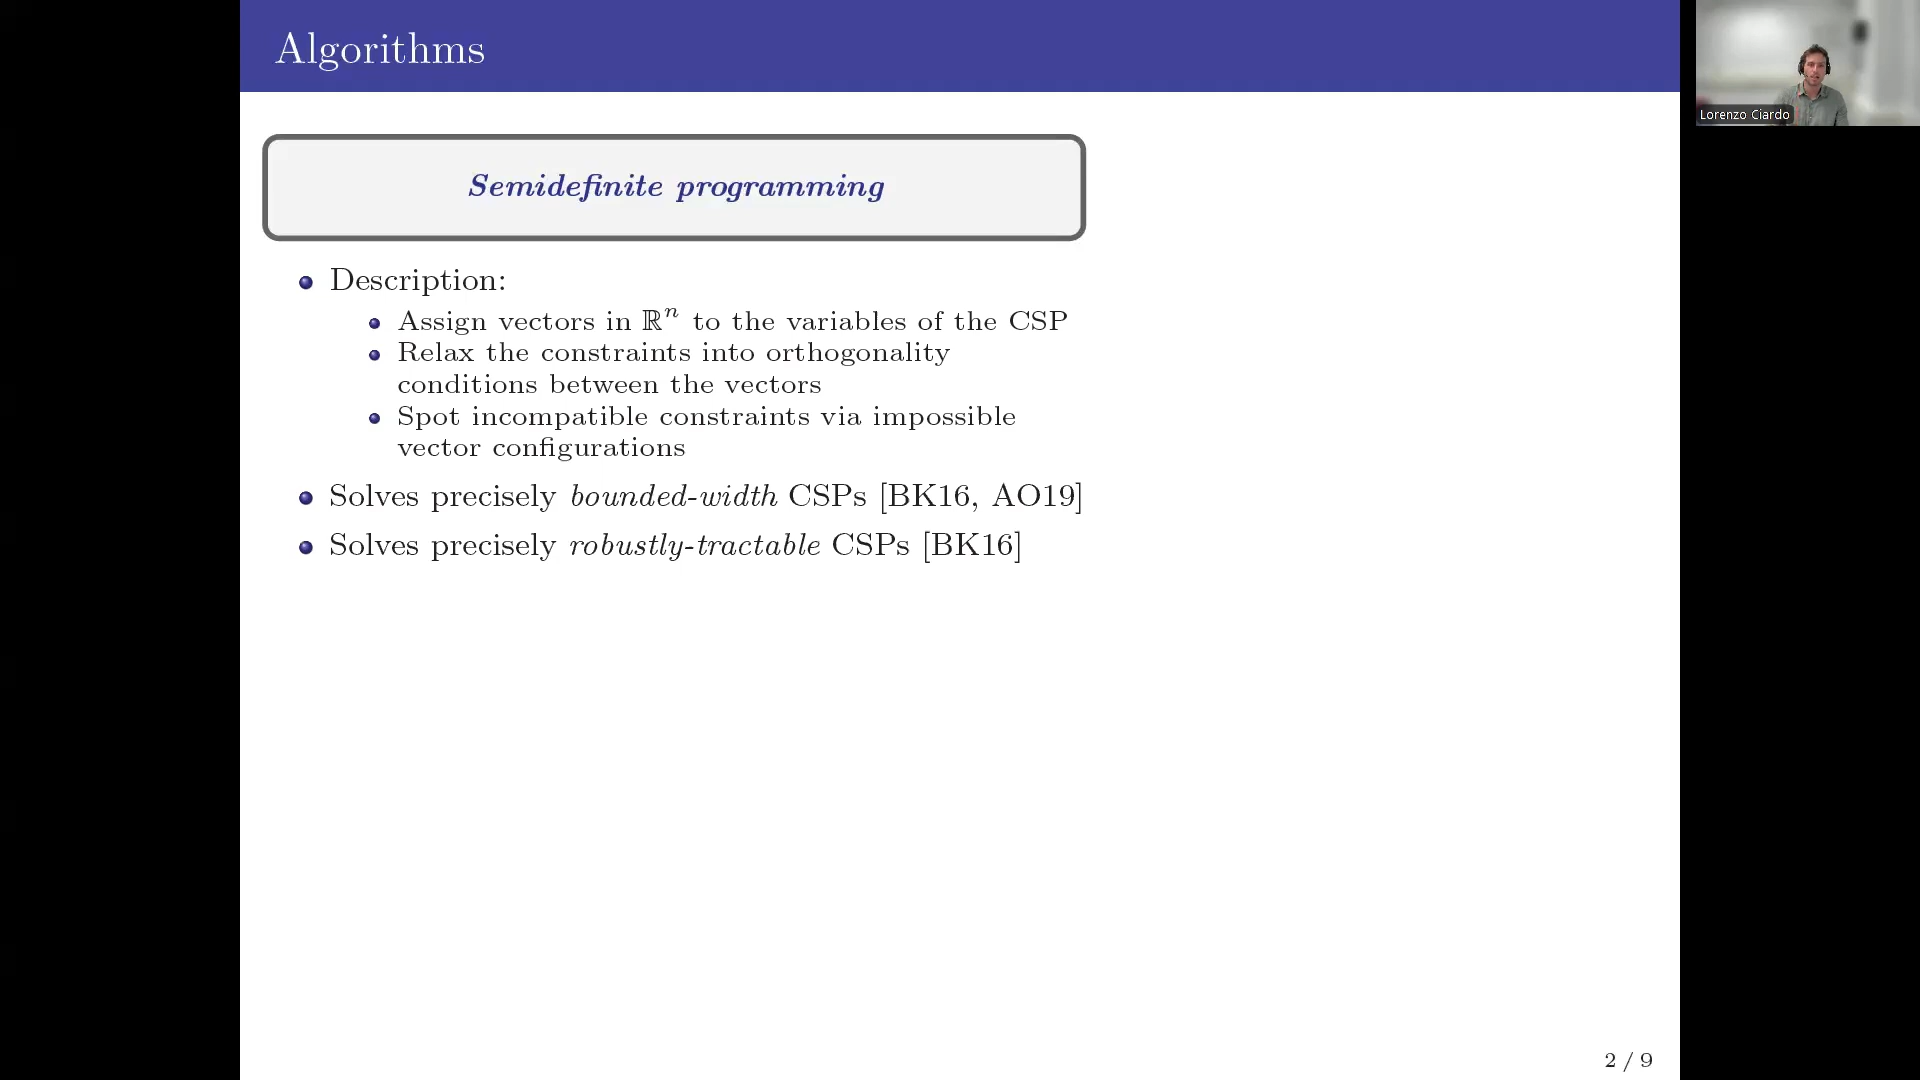 Algorithms
Lorenzo Ciardo
Semidefinite programming
Description:
Assign vectors in ℝⁿ to the variables of the CSP
Relax the constraints into orthogonality
conditions between the vectors
Spot incompatible constraints via impossible
vector configurations
Solves precisely bounded-width CSPs [BK16, AO19]
Solves precisely robustly-tractable CSPs [BK16]
2 / 9